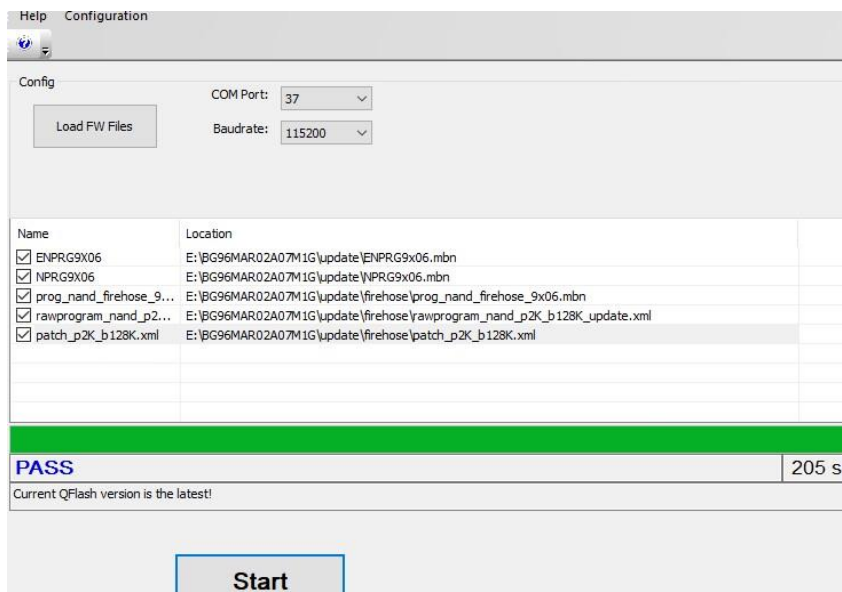 Help Configuration
Config
COM Port: 37
Load FW Files
Baudrate: 115200
Name Location
ENPRG9X06 E:\BG96MAR02A07M1G\update\ENPRG9x06.mbn
NPRG9X06 E:\BG96MAR02A07M1G\update\NPRG9x06.mbn
prog_nand_firehose_9... E:\BG96MAR02A07M1G\update\firehose\prog_nand_firehose_9x06.mbn
rawprogram_nand_p2... E:\BG96MAR02A07M1G\update\firehose\rawprogram_nand_p2K_b128K_update.xml
patch_p2K_b128K.xml E:\BG96MAR02A07M1G\update\firehose\patch_p2K_b128K.xml
PASS 205 s
Current QFlash version is the latest!
Start